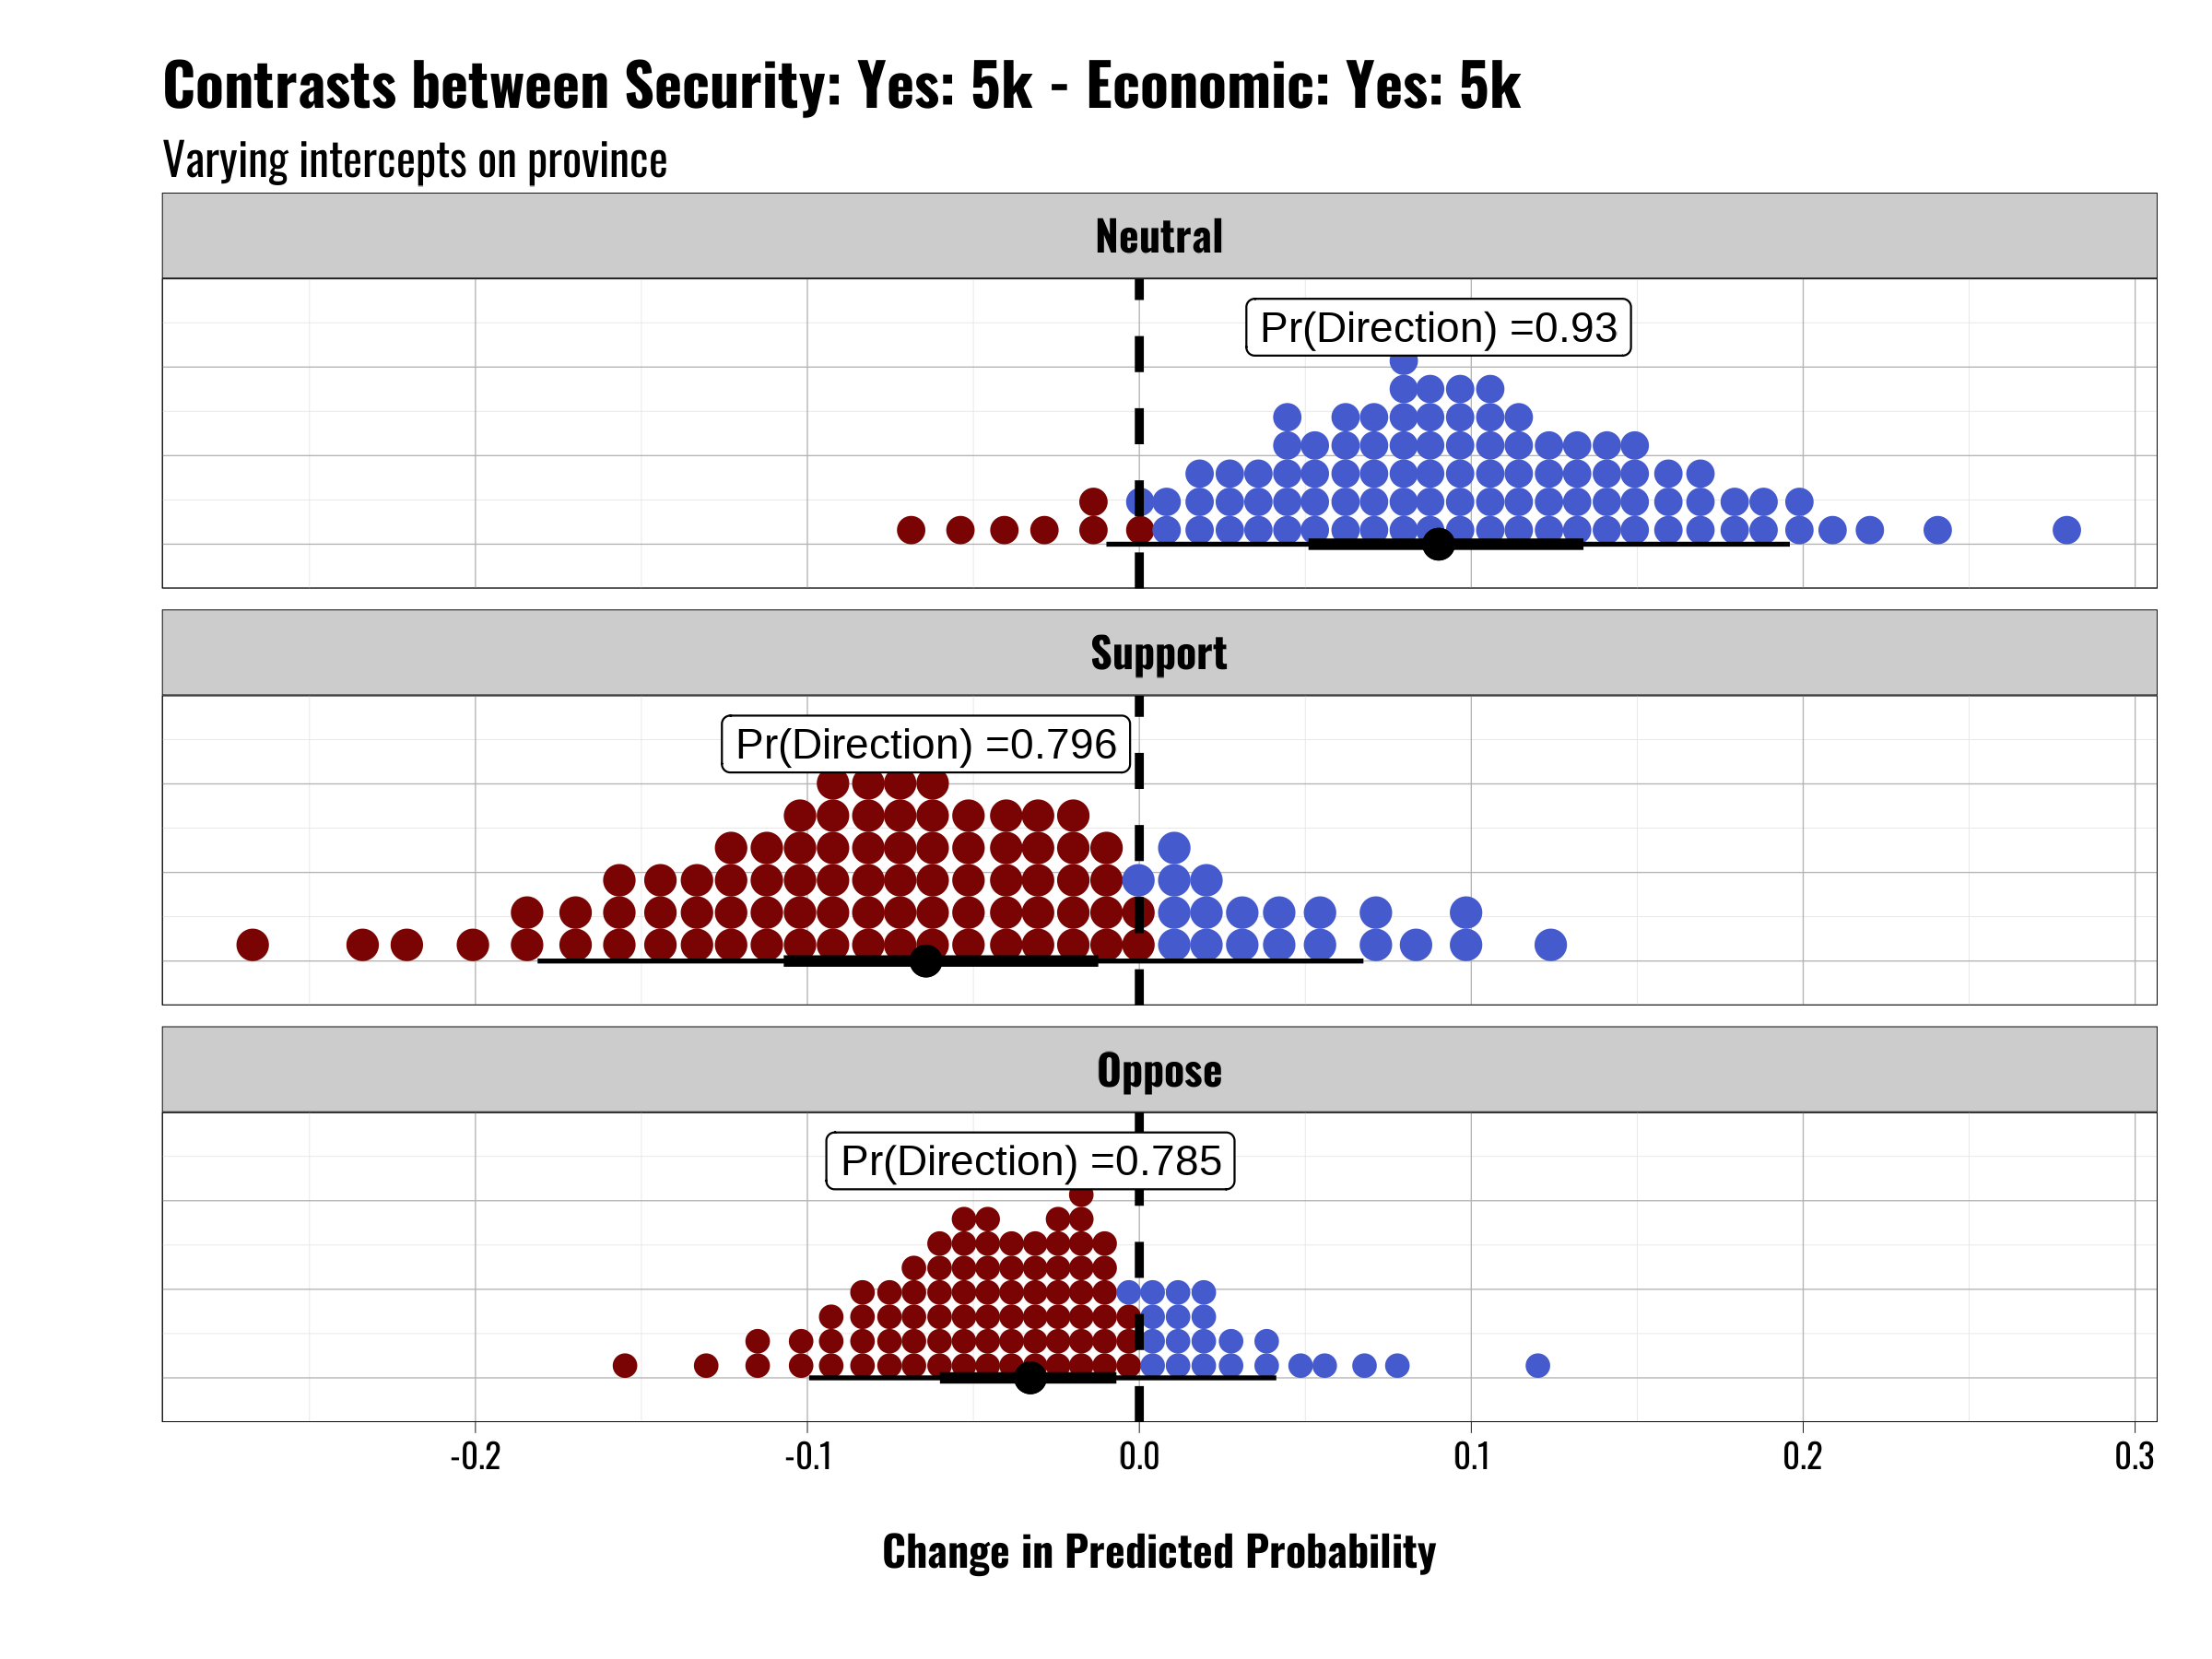 Contrasts between Security: Yes: 5k - Economic: Yes: 5k
Varying intercepts on province
Neutral
Pr(Direction) =0.93
Support
Pr(Direction) =0.796
Oppose
Pr(Direction) =0.785
-0.2 -0.1 0.0 0.1 0.2 0.3
Change in Predicted Probability